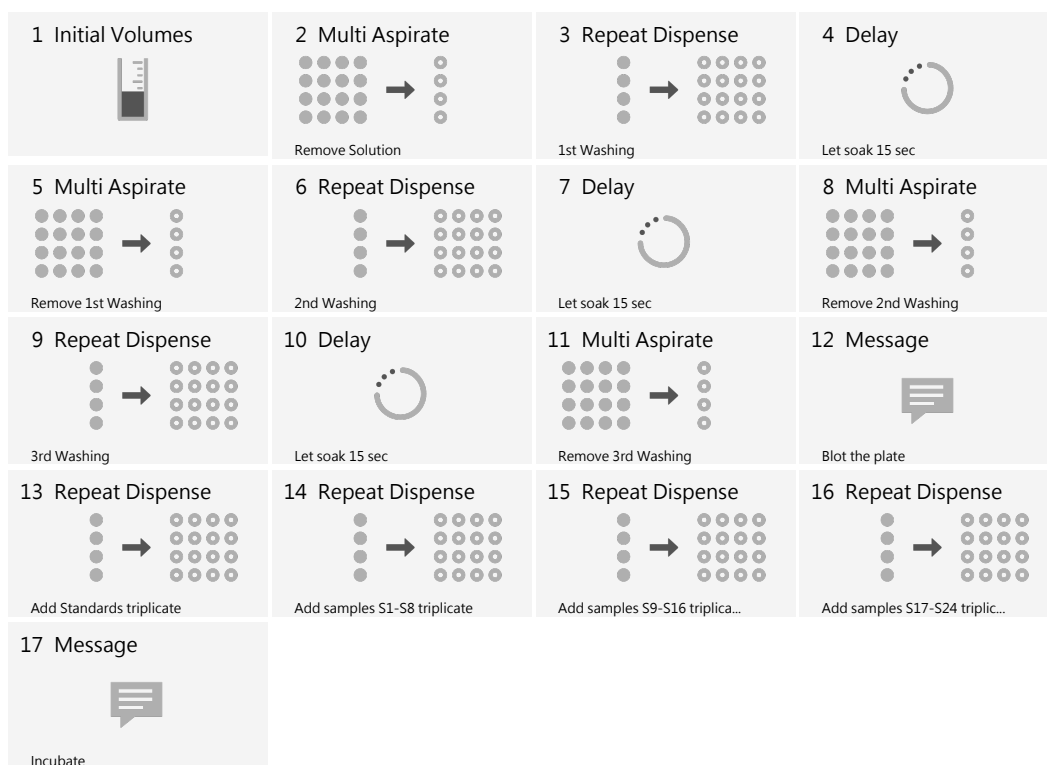 1 Initial Volumes
2 Multi Aspirate
Remove Solution
3 Repeat Dispense
1st Washing
4 Delay
Let soak 15 sec
5 Multi Aspirate
Remove 1st Washing
6 Repeat Dispense
2nd Washing
7 Delay
Let soak 15 sec
8 Multi Aspirate
Remove 2nd Washing
9 Repeat Dispense
3rd Washing
10 Delay
Let soak 15 sec
11 Multi Aspirate
Remove 3rd Washing
12 Message
Blot the plate
13 Repeat Dispense
Add Standards triplicate
14 Repeat Dispense
Add samples S1-S8 triplicate
15 Repeat Dispense
Add samples S9-S16 triplica...
16 Repeat Dispense
Add samples S17-S24 triplic...
17 Message
Incubate